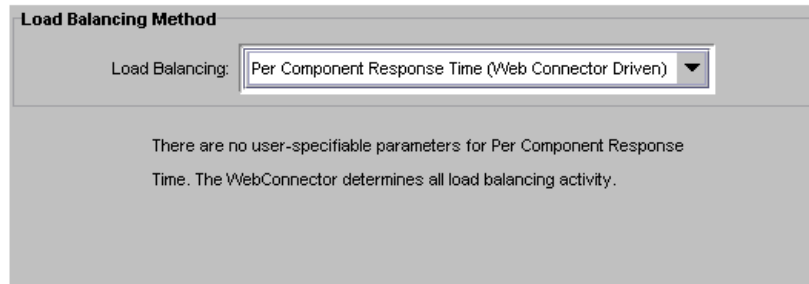 Load Balancing Method
Load Balancing: Per Component Response Time (Web Connector Driven)
There are no user-specifiable parameters for Per Component Response
Time. The WebConnector determines all load balancing activity.